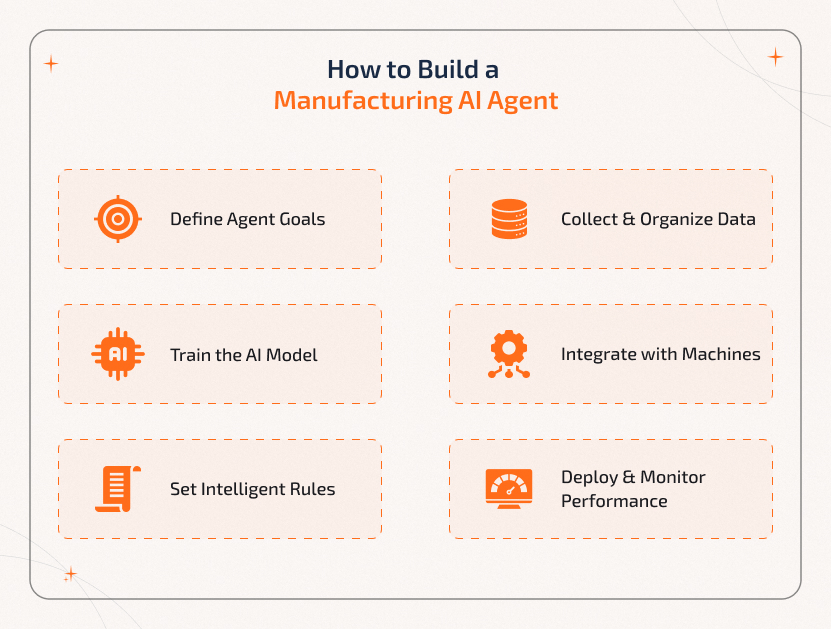 How to Build a
Manufacturing AI Agent
Define Agent Goals
Collect & Organize Data
AI
Train the AI Model
Integrate with Machines
Set Intelligent Rules
Deploy & Monitor
Performance